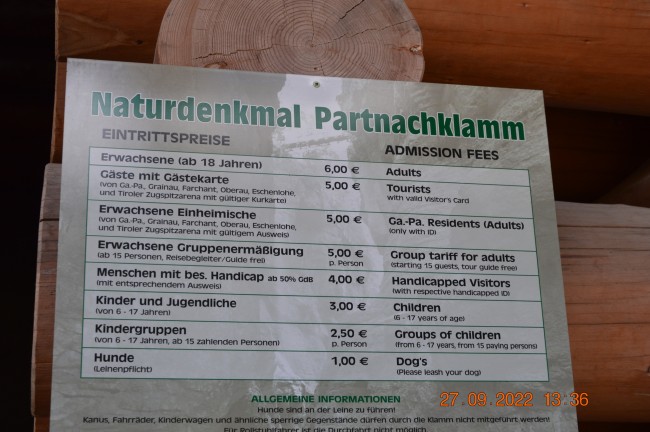 Naturdenkmal Partnachklamm
EINTRITTSPREISE
ADMISSION FEES
Erwachsene (ab 18 Jahren) 6,00 € Adults
Gäste mit Gästekarte 5,00 € Tourists
(von Ga.-Pa., Grainau, Farchant, Oberau, Eschenlohe, with valid Visitor's Card
und Tiroler Zugspitzarena mit gültiger Kurkarte)
Erwachsene Einheimische 5,00 € Ga.-Pa. Residents (Adults)
(von Ga.-Pa., Grainau, Farchant, Oberau, Eschenlohe, (only with ID)
und Tiroler Zugspitzarena mit gültigem Ausweis)
Erwachsene Gruppenermäßigung 5,00 € Group tariff for adults
(ab 15 Personen, Reisebegleiter/Guide frei) p. Person (starting 15 guests, tour guide free)
Menschen mit bes. Handicap ab 50% GdB 4,00 € Handicapped Visitors
(mit entsprechendem Ausweis) (with respective handicapped ID)
Kinder und Jugendliche 3,00 € Children
(von 6 - 17 Jahren) (6 - 17 years of age)
Kindergruppen 2,50 € Groups of children
(von 6 - 17 Jahren, ab 15 zahlenden Personen) p. Person (from 6 - 17 years, from 15 paying persons)
Hunde 1,00 € Dog's
(Leinenpflicht) (Please leash your dog)
ALLGEMEINE INFORMATIONEN
Hunde sind an der Leine zu führen!
Kanus, Fahrräder, Kinderwagen und ähnliche sperrige Gegenstände dürfen durch die Klamm nicht mitgeführt werden!
Für Rollstuhlfahrer ist die Durchfahrt nicht möglich.
27.09.2022 13:36